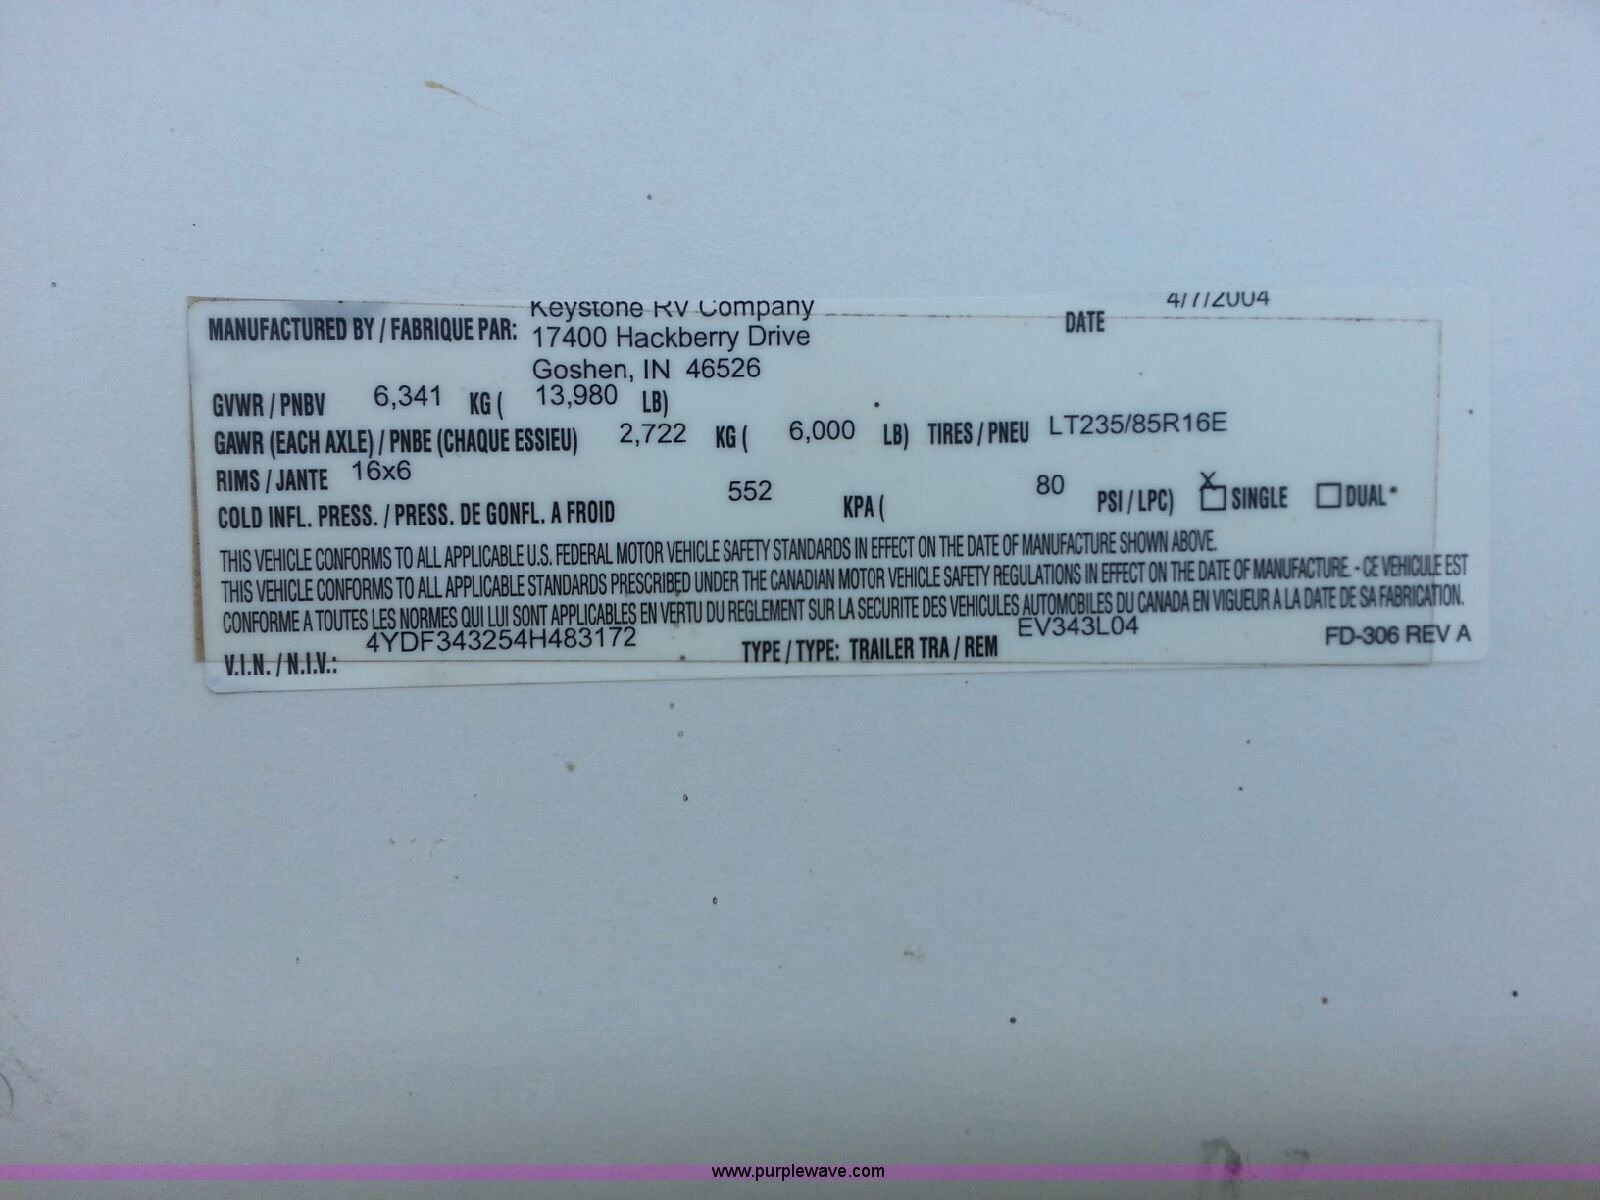 Keystone RV Company
MANUFACTURED BY / FABRIQUE PAR: 17400 Hackberry Drive DATE 4/7/2004
Goshen, IN 46526
GVWR / PNBV 6,341 KG ( 13,980 LB)
GAWR (EACH AXLE) / PNBE (CHAQUE ESSIEU) 2,722 KG ( 6,000 LB) TIRES / PNEU LT235/85R16E
RIMS / JANTE 16x6
COLD INFL. PRESS. / PRESS. DE GONFL. A FROID 552 KPA ( 80 PSI / LPC) X SINGLE DUAL
THIS VEHICLE CONFORMS TO ALL APPLICABLE U.S. FEDERAL MOTOR VEHICLE SAFETY STANDARDS IN EFFECT ON THE DATE OF MANUFACTURE SHOWN ABOVE.
THIS VEHICLE CONFORMS TO ALL APPLICABLE STANDARDS PRESCRIBED UNDER THE CANADIAN MOTOR VEHICLE SAFETY REGULATIONS IN EFFECT ON THE DATE OF MANUFACTURE. - CE VEHICULE EST
CONFORME A TOUTES LES NORMES QUI LUI SONT APPLICABLES EN VERTU DU REGLEMENT SUR LA SECURITE DES VEHICULES AUTOMOBILES DU CANADA EN VIGUEUR A LA DATE DE SA FABRICATION.
V.I.N. / N.I.V.: 4YDF343254H483172 TYPE / TYPE: TRAILER TRA / REM EV343L04 FD-306 REV A
www.purplewave.com